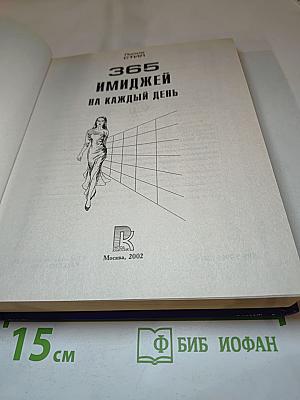 365
ИМИДЖЕЙ
НА КАЖДЫЙ ДЕНЬ
Москва, 2002
15 см
Ф БИБ ИОФАН